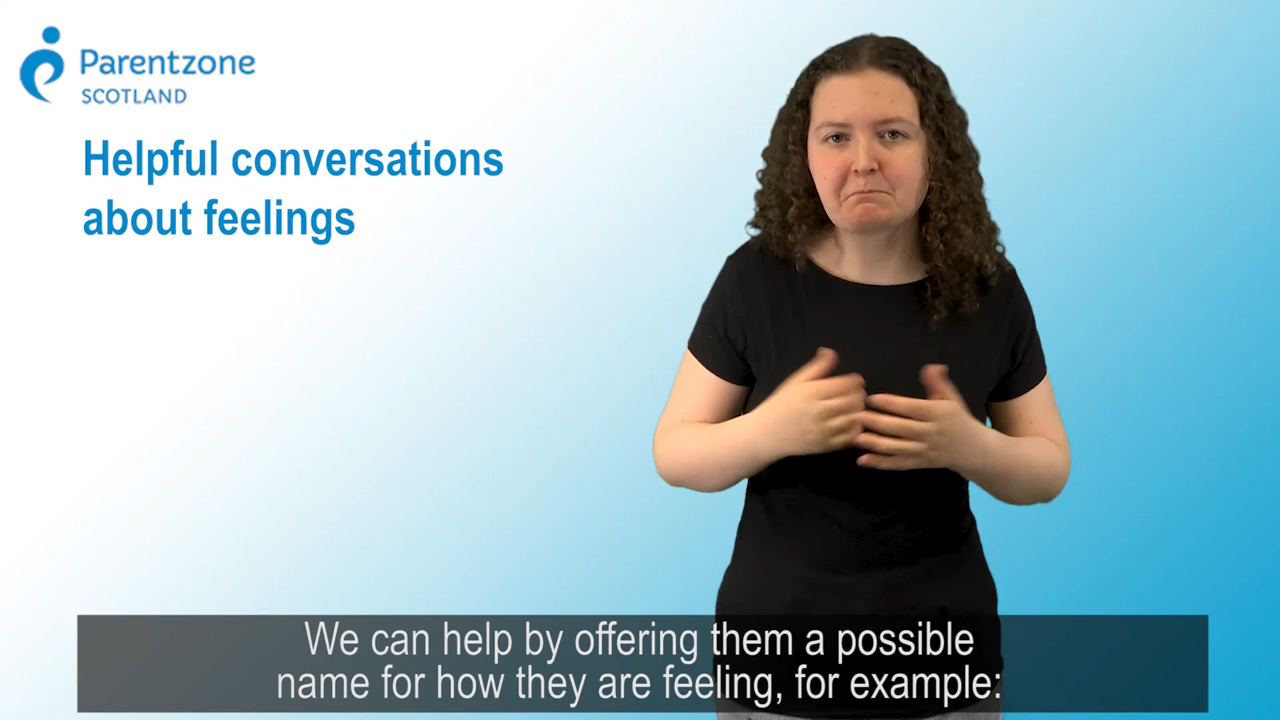 Parentzone
SCOTLAND
Helpful conversations
about feelings
We can help by offering them a possible
name for how they are feeling, for example: